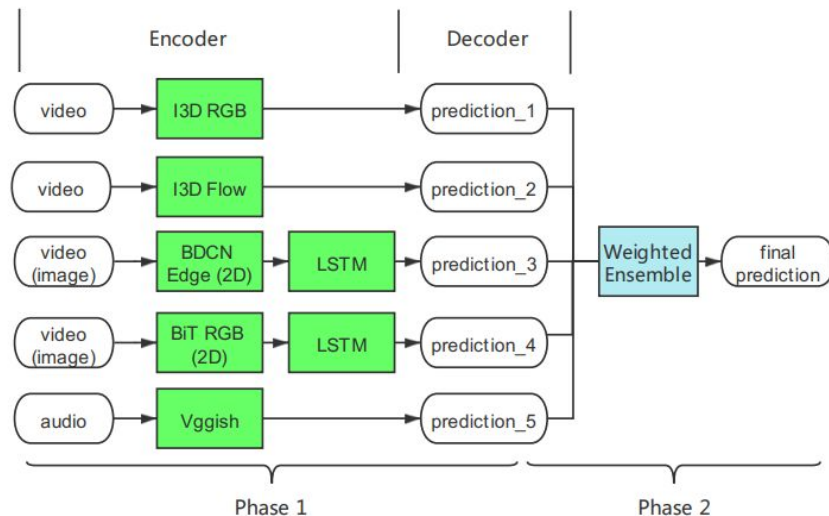 Encoder
Decoder
video
I3D RGB
prediction_1
video
I3D Flow
prediction_2
video
(image)
BDCN
Edge (2D)
LSTM
prediction_3
Weighted
Ensemble
final
prediction
video
(image)
BiT RGB
(2D)
LSTM
prediction_4
audio
Vggish
prediction_5
Phase 1
Phase 2